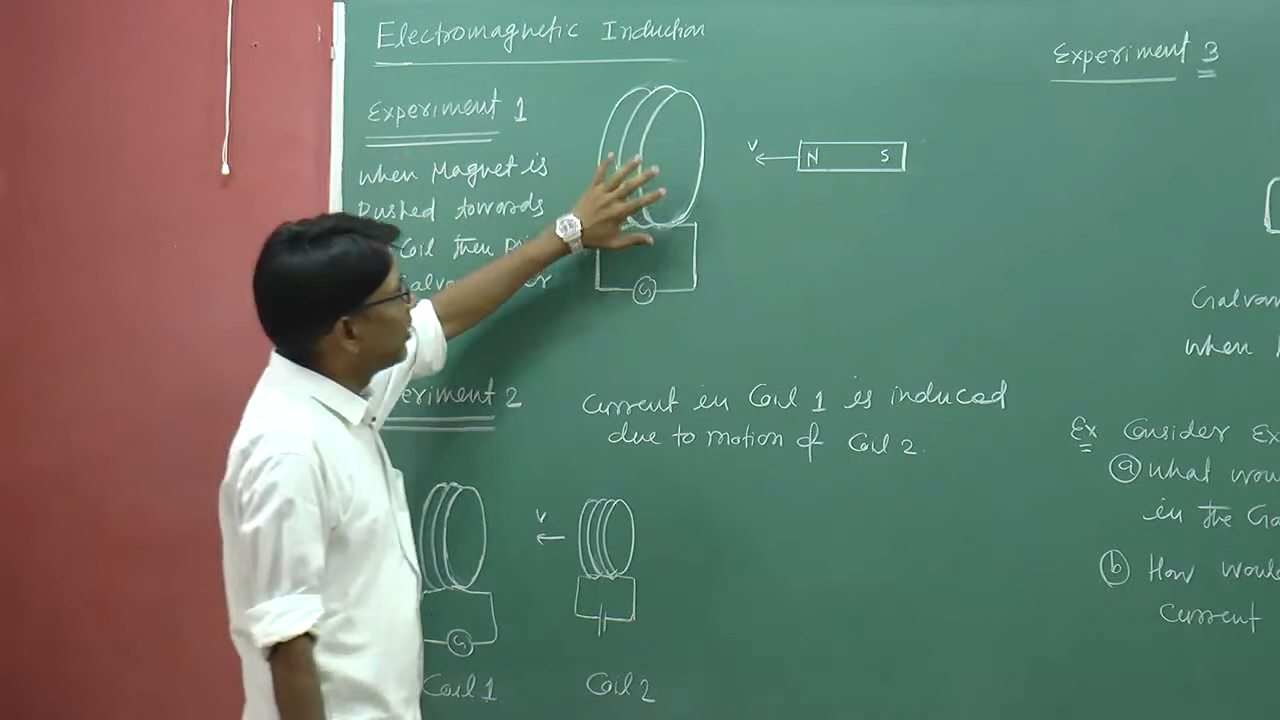 Electromagnetic Induction
Experiment 1
when Magnet is
Pushed towards
Coil then
V
N S
G
Experiment 3
Galvan
when
eriment 2
Current in Coil 1 is induced
due to motion of Coil 2.
V
G
Coil 1
Coil 2
Ex Consider Ex
(a) What wou
in the Ga
(b) How would
Current